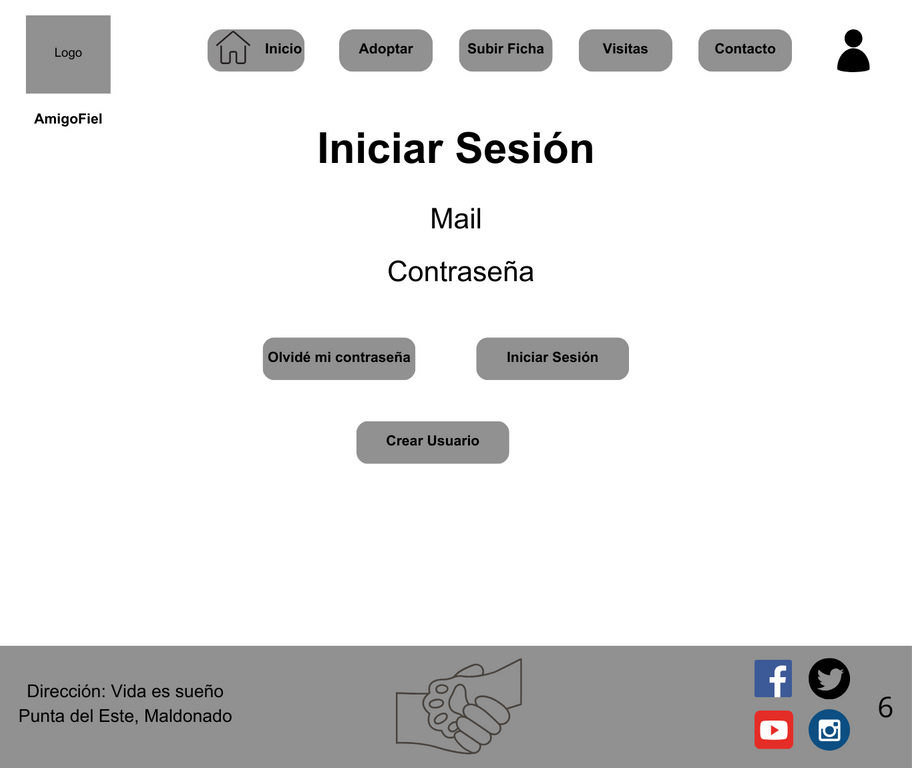 Logo
Inicio
Adoptar
Subir Ficha
Visitas
Contacto
AmigoFiel
Iniciar Sesión
Mail
Contraseña
Olvidé mi contraseña
Iniciar Sesión
Crear Usuario
Dirección: Vida es sueño
Punta del Este, Maldonado
6